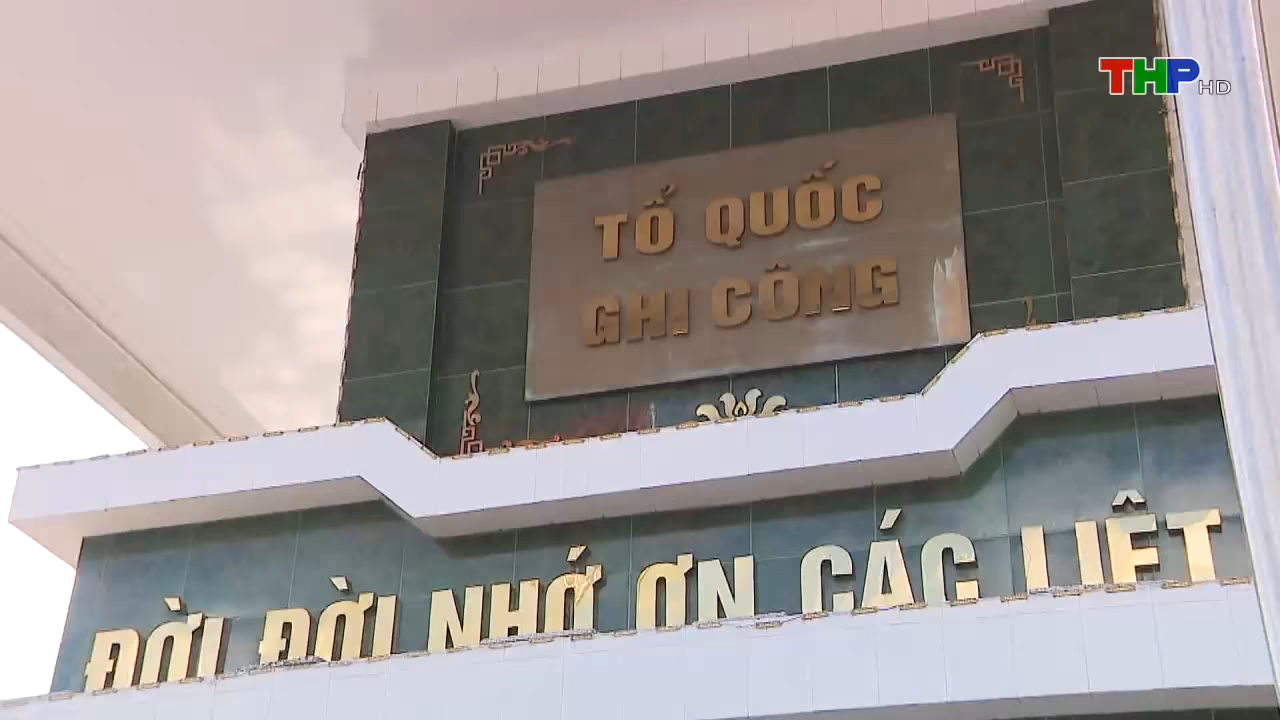 THP HD
TỔ QUỐC
GHI CÔNG
ĐỜI ĐỜI NHỚ ƠN CÁC LIỆT